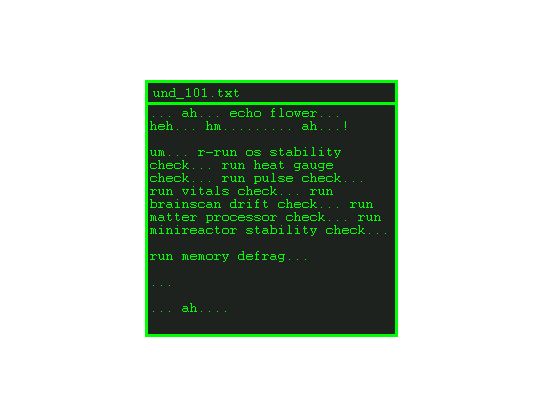 und_101.txt
... ah... echo flower...
heh... hm......... ah...!
um... r-run os stability
check... run heat gauge
check... run pulse check...
run vitals check... run
brainscan drift check... run
matter processor check... run
minireactor stability check...
run memory defrag...
...
... ah....